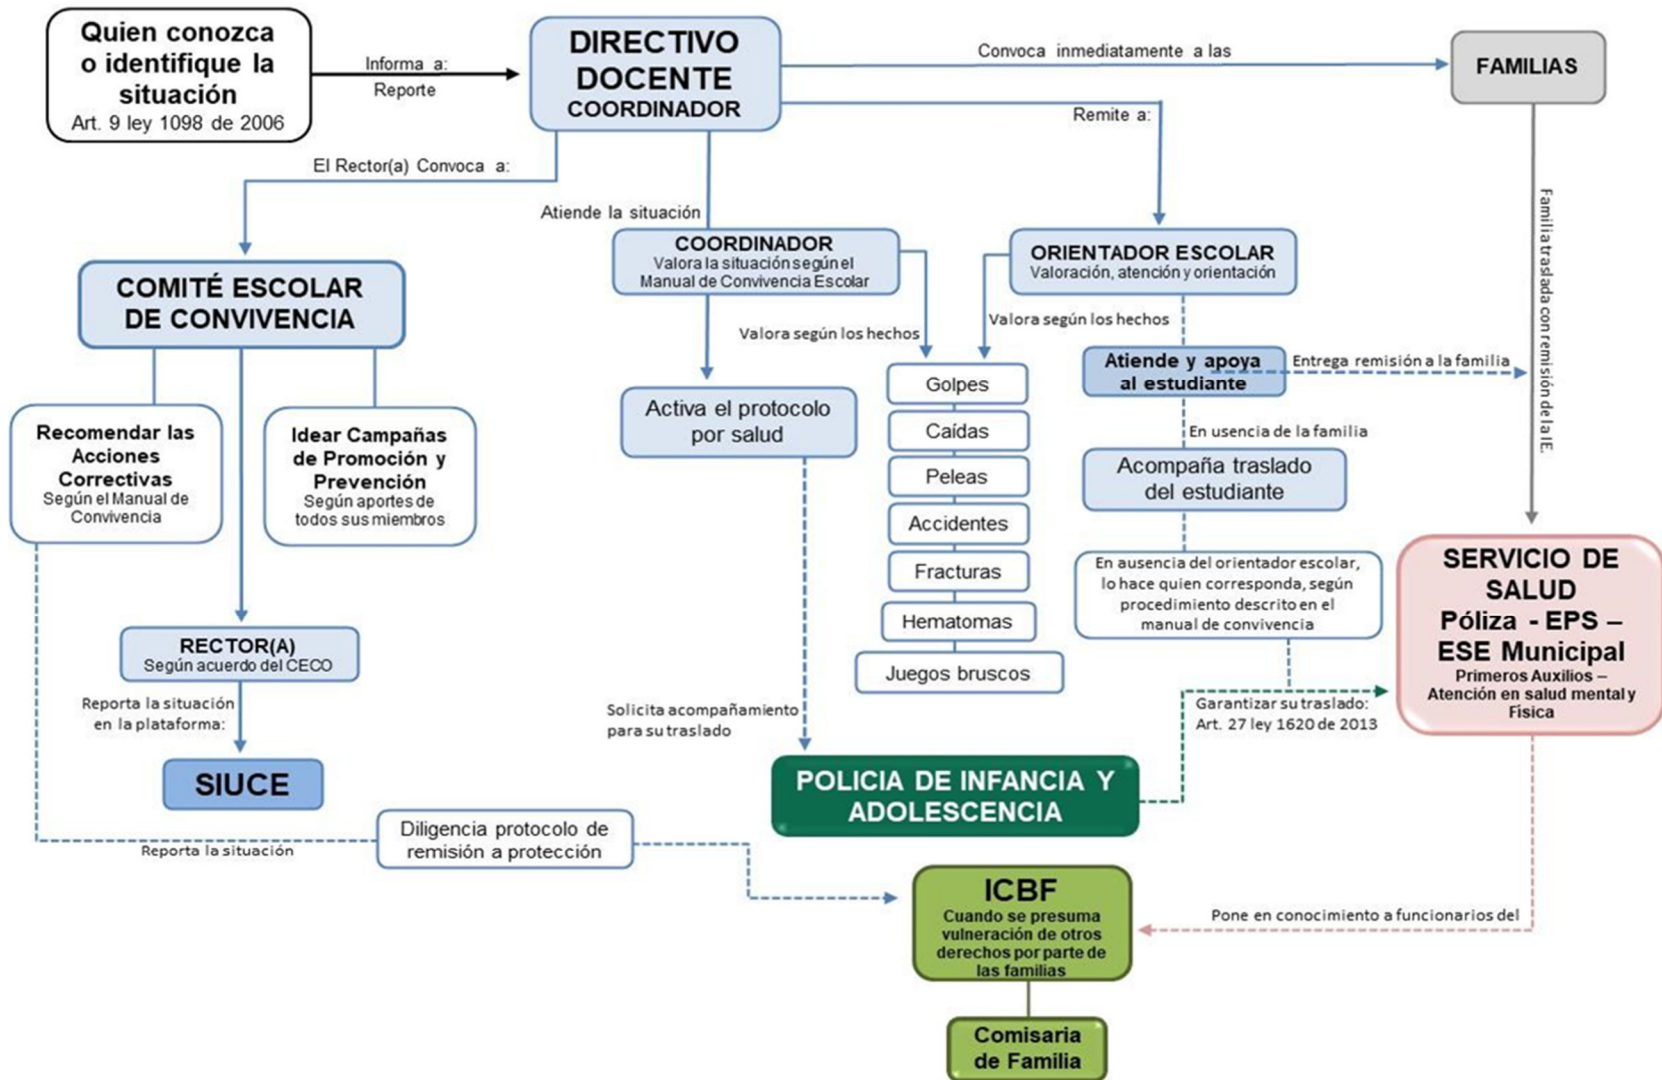 Quien conozca
o identifique la
situación
Art. 9 ley 1098 de 2006
Informa a:
Reporte
DIRECTIVO
DOCENTE
COORDINADOR
Convoca inmediatamente a las
FAMILIAS
Remite a:
El Rector(a) Convoca a:
Atiende la situación
COORDINADOR
Valora la situación según el
Manual de Convivencia Escolar
ORIENTADOR ESCOLAR
Valoración, atención y orientación
Familia traslada con remisión de la IE.
COMITÉ ESCOLAR
DE CONVIVENCIA
Valora según los hechos
Valora según los hechos
Atiende y apoya
al estudiante
Entrega remisión a la familia
Golpes
Caídas
Peleas
Accidentes
Fracturas
Hematomas
Juegos bruscos
Activa el protocolo
por salud
En usencia de la familia
Acompaña traslado
del estudiante
Recomendar las
Acciones
Correctivas
Según el Manual de
Convivencia
Idear Campañas
de Promoción y
Prevención
Según aportes de
todos sus miembros
En ausencia del orientador escolar,
lo hace quien corresponda, según
procedimiento descrito en el
manual de convivencia
SERVICIO DE
SALUD
Póliza - EPS –
ESE Municipal
Primeros Auxilios –
Atención en salud mental y
Física
RECTOR(A)
Según acuerdo del CECO
Reporta la situación
en la plataforma:
SIUCE
Solicita acompañamiento
para su traslado
Garantizar su traslado:
Art. 27 ley 1620 de 2013
POLICIA DE INFANCIA Y
ADOLESCENCIA
Reporta la situación
Diligencia protocolo de
remisión a protección
ICBF
Cuando se presuma
vulneración de otros
derechos por parte de
las familias
Pone en conocimiento a funcionarios del
Comisaria
de Familia